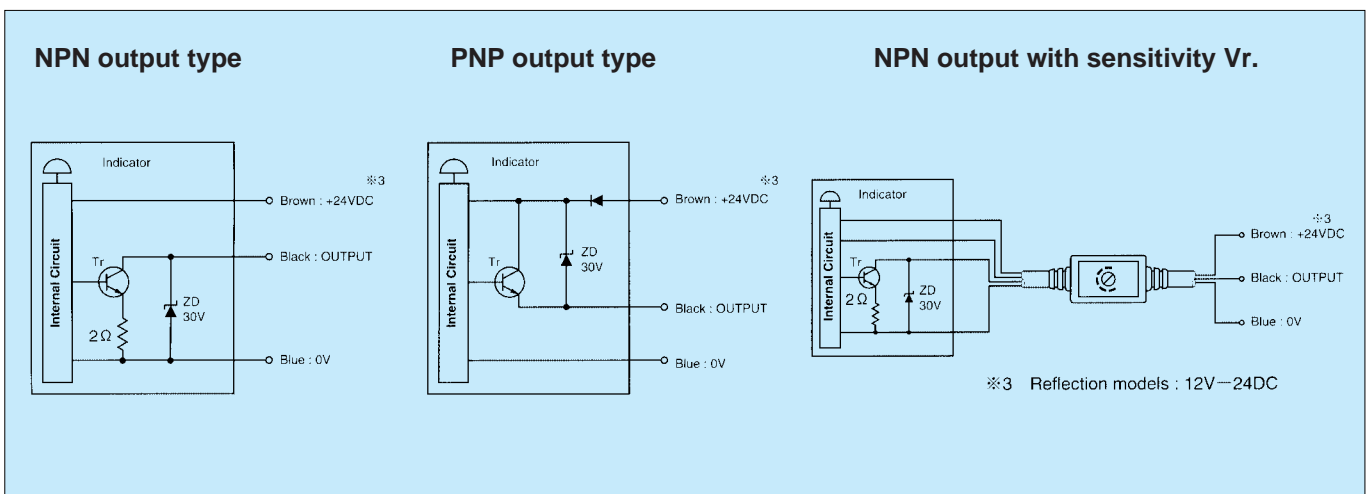 NPN output type
Indicator
Internal Circuit
Tr
2Ω
ZD
30V
※3
Brown : +24VDC
Black : OUTPUT
Blue : 0V
PNP output type
Indicator
Internal Circuit
Tr
ZD
30V
※3
Brown : +24VDC
Black : OUTPUT
Blue : 0V
NPN output with sensitivity Vr.
Indicator
Internal Circuit
Tr
2Ω
ZD
30V
※3
Brown : +24VDC
Black : OUTPUT
Blue : 0V
※3 Reflection models : 12V—24DC